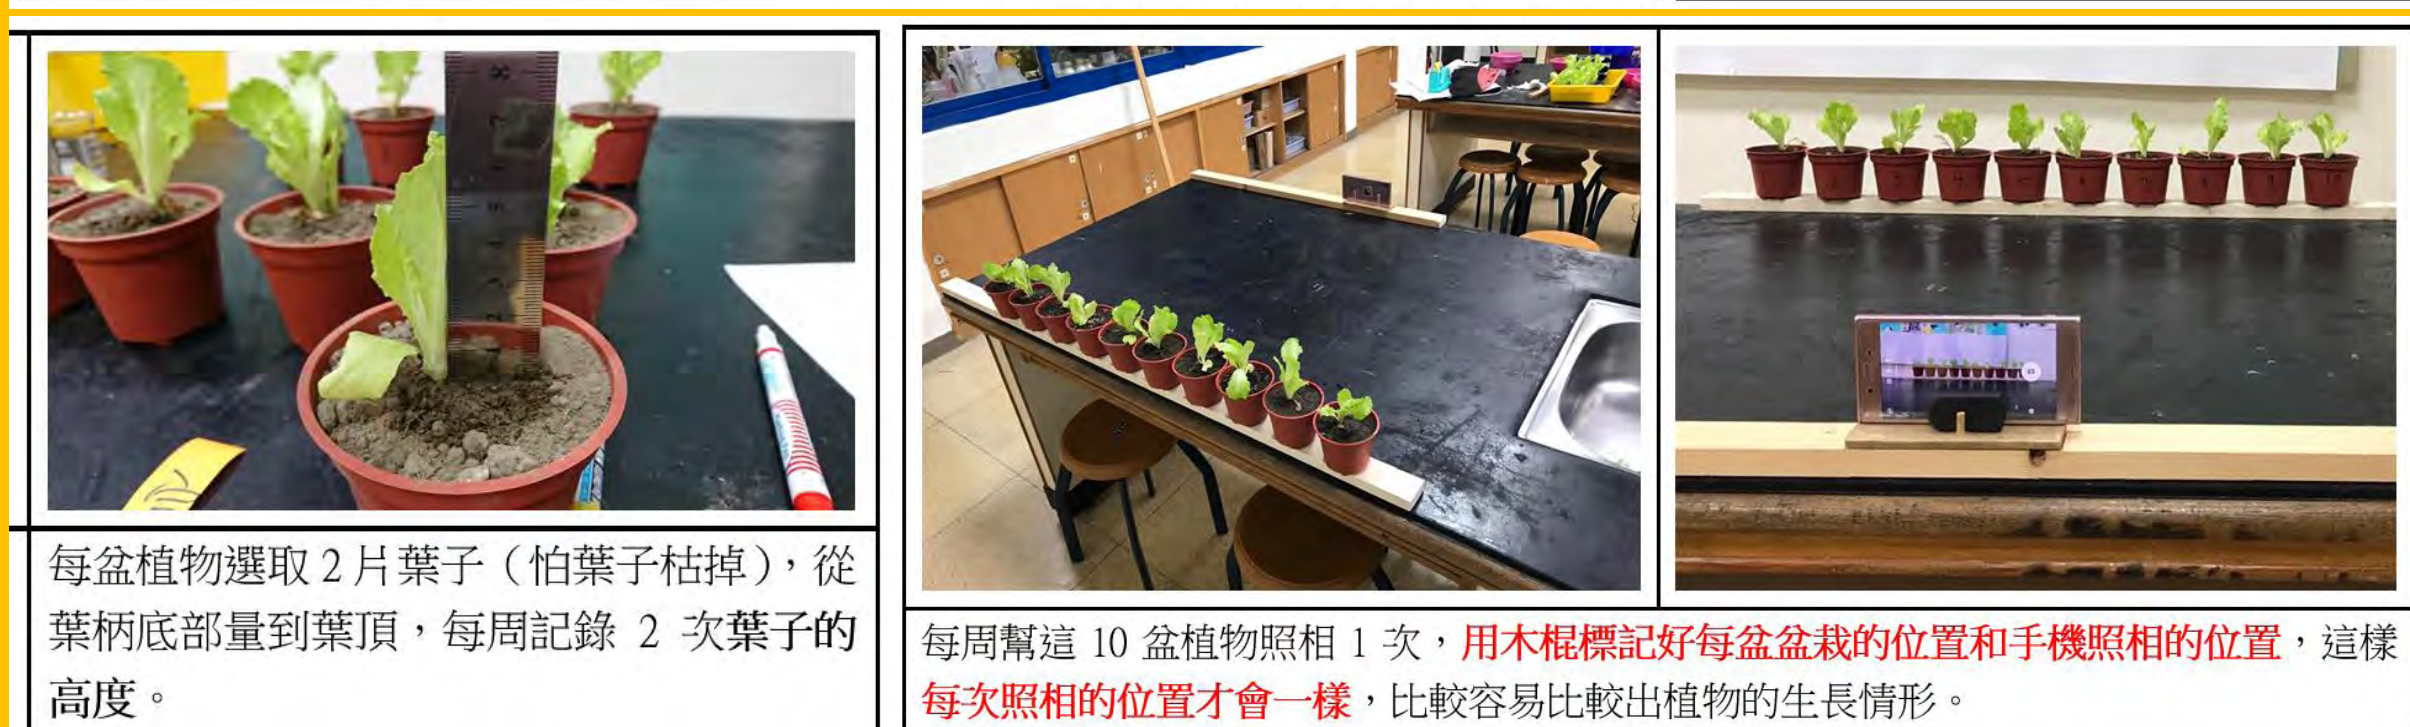 每盆植物選取 2 片葉子（怕葉子枯掉），從
葉柄底部量到葉頂，每周記錄 2 次葉子的
高度。
每周幫這 10 盆植物照相 1 次，用木棍標記好每盆盆栽的位置和手機照相的位置，這樣
每次照相的位置才會一樣，比較容易比較出植物的生長情形。